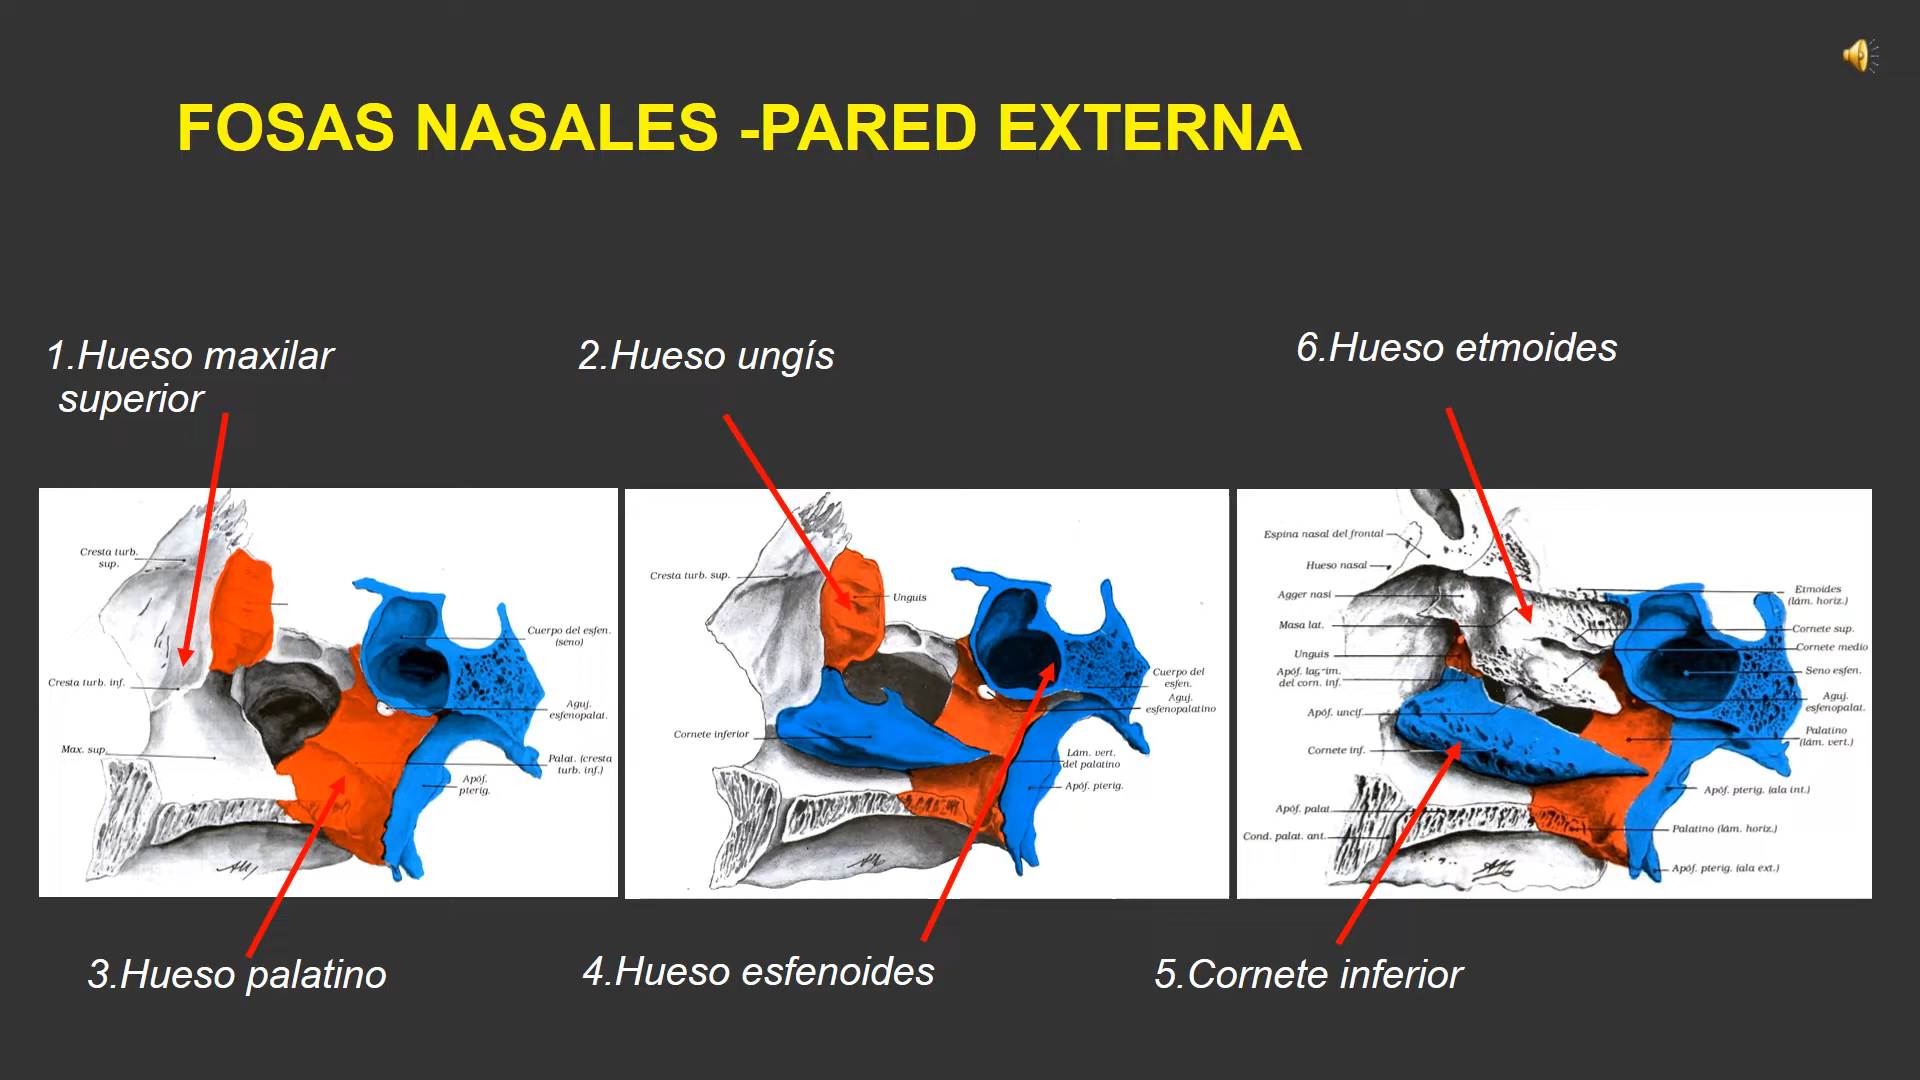 FOSAS NASALES -PARED EXTERNA
1.Hueso maxilar
superior
2.Hueso ungís
6.Hueso etmoides
Cresta turb.
sup.
Cresta turb. inf.
Max. sup.
Cuerpo del esfen.
(seno)
Aguj.
esfenopalat.
Palat. (cresta
turb. inf.)
Apóf.
pterig.
Cresta turb. sup.
Unguis
Cornete inferior
Cuerpo del
esfen.
Aguj.
esfenopalatino
Lám. vert.
del palatino
Apóf. pterig.
Espina nasal del frontal
Hueso nasal
Agger nasi
Masa lat.
Unguis
Apóf. lagrim.
del corn. inf.
Apóf. uncif.
Cornete inf.
Apóf. palat.
Cond. palat. ant.
Etmoides
(lám. horiz.)
Cornete sup.
Cornete medio
Seno esfen.
Aguj.
esfenopalat.
Palatino
(lám. vert.)
Apóf. pterig. (ala int.)
Palatino (lám. horiz.)
Apóf. pterig. (ala ext.)
3.Hueso palatino
4.Hueso esfenoides
5.Cornete inferior